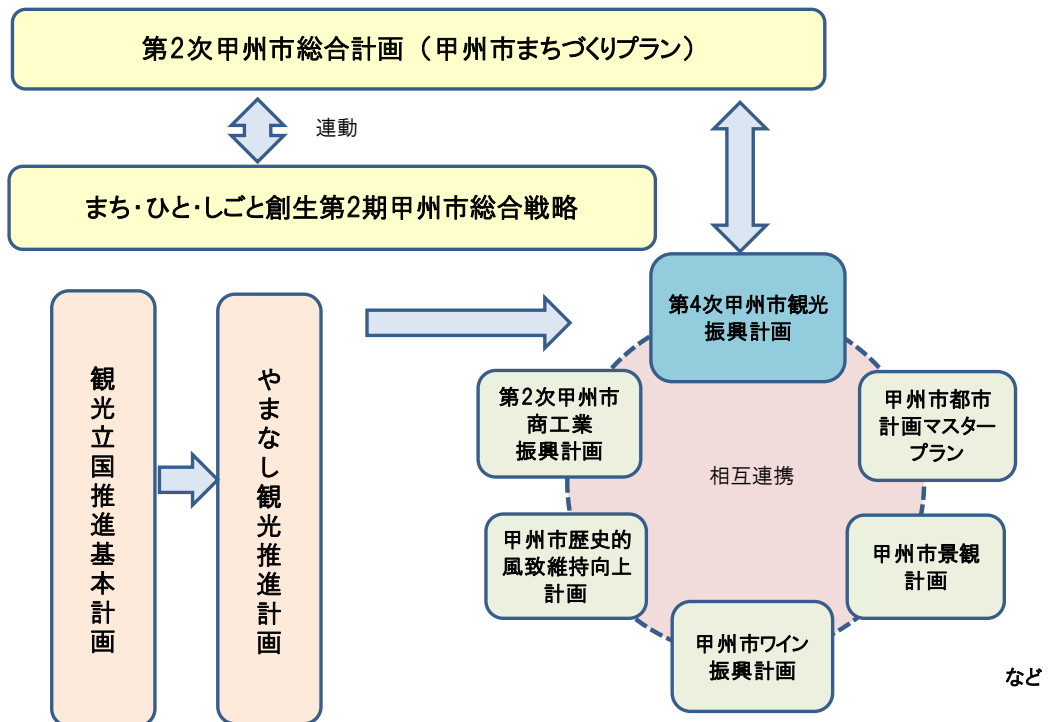 第2次甲州市総合計画（甲州市まちづくりプラン）
連動
まち・ひと・しごと創生第2期甲州市総合戦略
観光立国推進基本計画
やまなし観光推進計画
第4次甲州市観光
振興計画
第2次甲州市
商工業
振興計画
甲州市都市
計画マスター
プラン
相互連携
甲州市歴史的
風致維持向上
計画
甲州市景観
計画
甲州市ワイン
振興計画
など